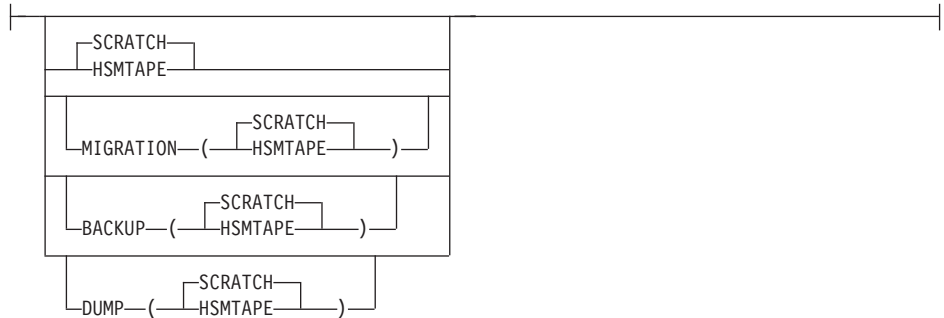 SCRATCH
HSMTAPE
SCRATCH
MIGRATION ( HSMTAPE )
SCRATCH
BACKUP ( HSMTAPE )
SCRATCH
DUMP ( HSMTAPE )